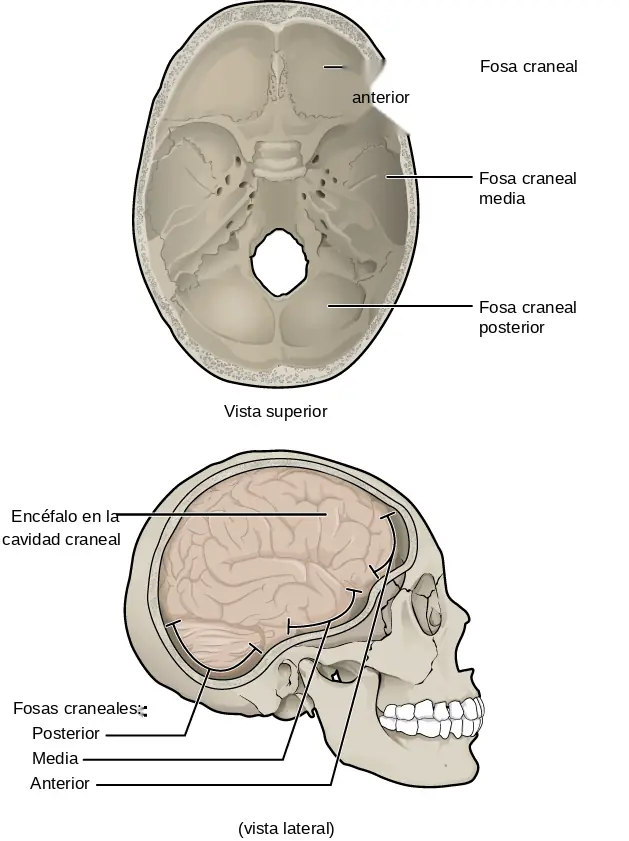 Fosa craneal
anterior
Fosa craneal
media
Fosa craneal
posterior
Vista superior
Encéfalo en la
cavidad craneal
Fosas craneales:
Posterior
Media
Anterior
(vista lateral)